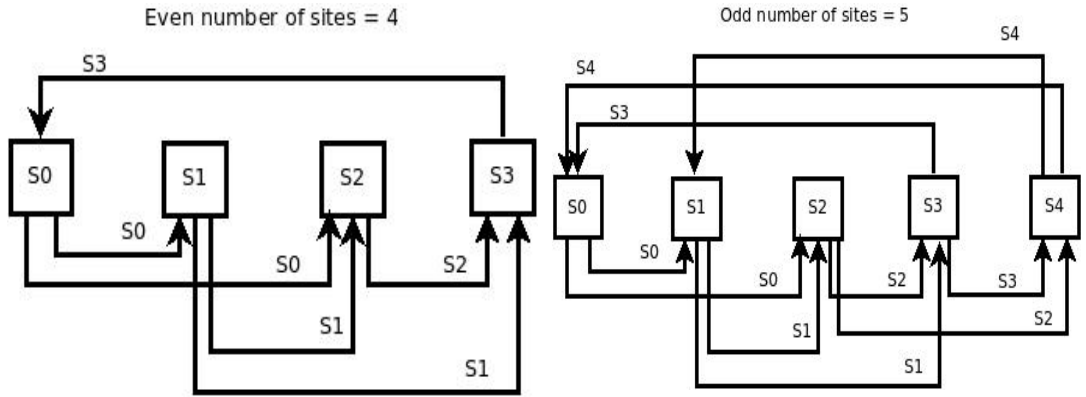 Even number of sites = 4
S3
S0
S1
S2
S3
S0
S0
S2
S1
S1
Odd number of sites = 5
S4
S4
S3
S0
S1
S2
S3
S4
S0
S0
S2
S3
S1
S2
S1